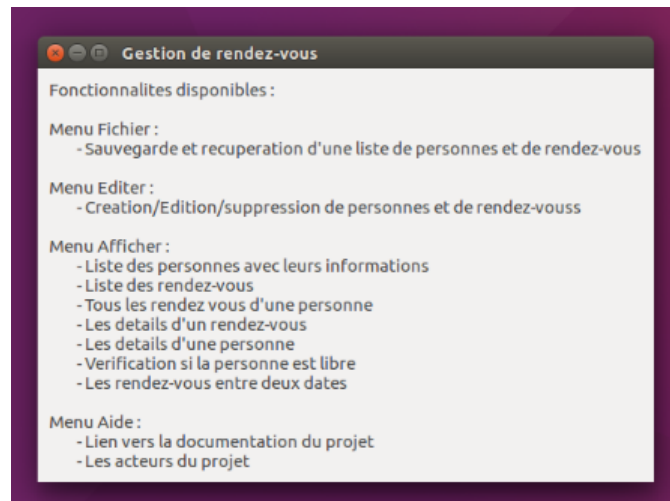 Gestion de rendez-vous
Fonctionnalites disponibles :
Menu Fichier :
- Sauvegarde et recuperation d'une liste de personnes et de rendez-vous
Menu Editer :
- Creation/Edition/suppression de personnes et de rendez-vouss
Menu Afficher :
- Liste des personnes avec leurs informations
- Liste des rendez-vous
- Tous les rendez vous d'une personne
- Les details d'un rendez-vous
- Les details d'une personne
- Verification si la personne est libre
- Les rendez-vous entre deux dates
Menu Aide :
- Lien vers la documentation du projet
- Les acteurs du projet